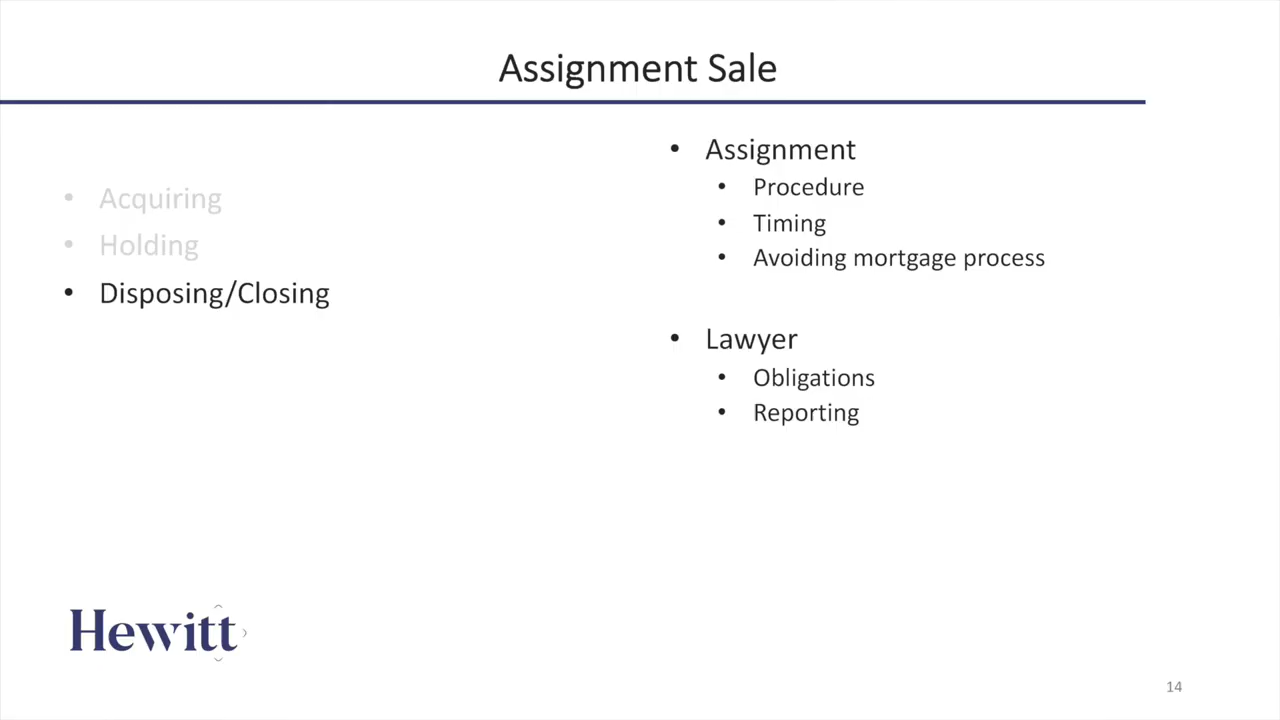 Assignment Sale
• Acquiring
• Holding
• Disposing/Closing
• Assignment
• Procedure
• Timing
• Avoiding mortgage process
• Lawyer
• Obligations
• Reporting
Hewitt
14